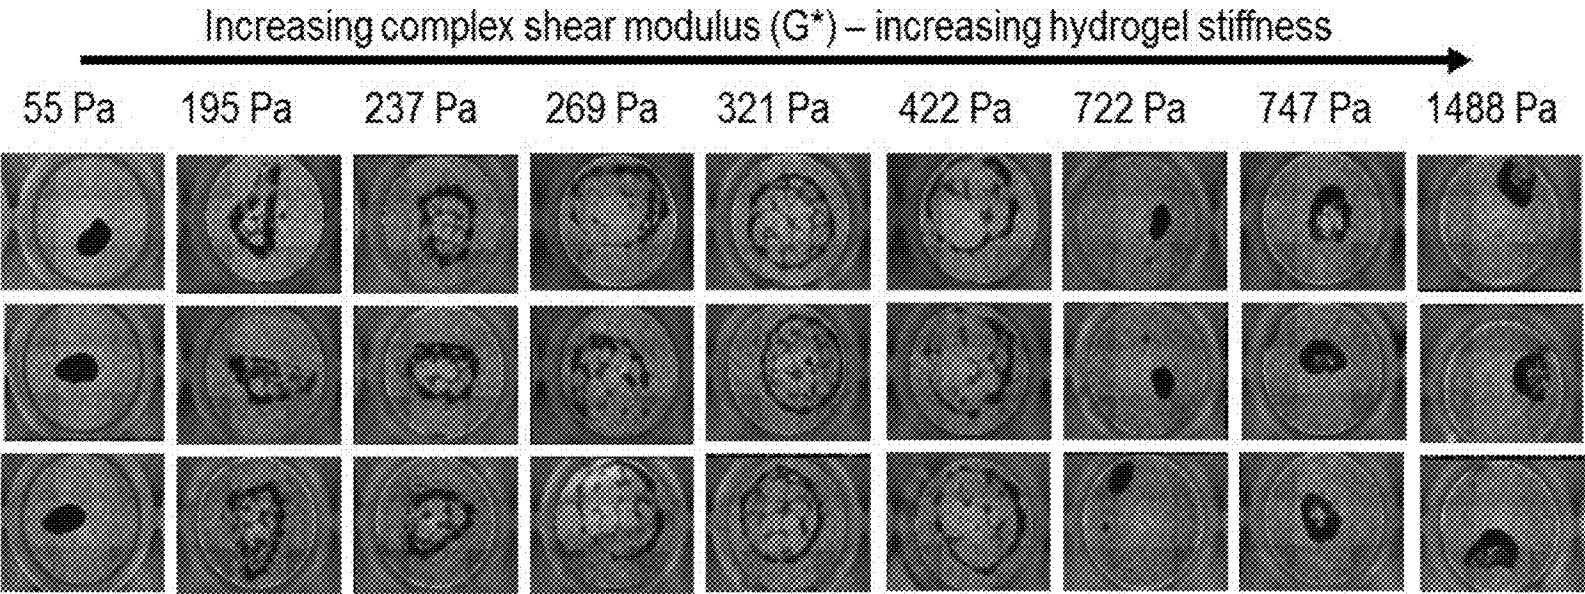 Increasing complex shear modulus (G*) – increasing hydrogel stiffness
55 Pa 195 Pa 237 Pa 269 Pa 321 Pa 422 Pa 722 Pa 747 Pa 1488 Pa